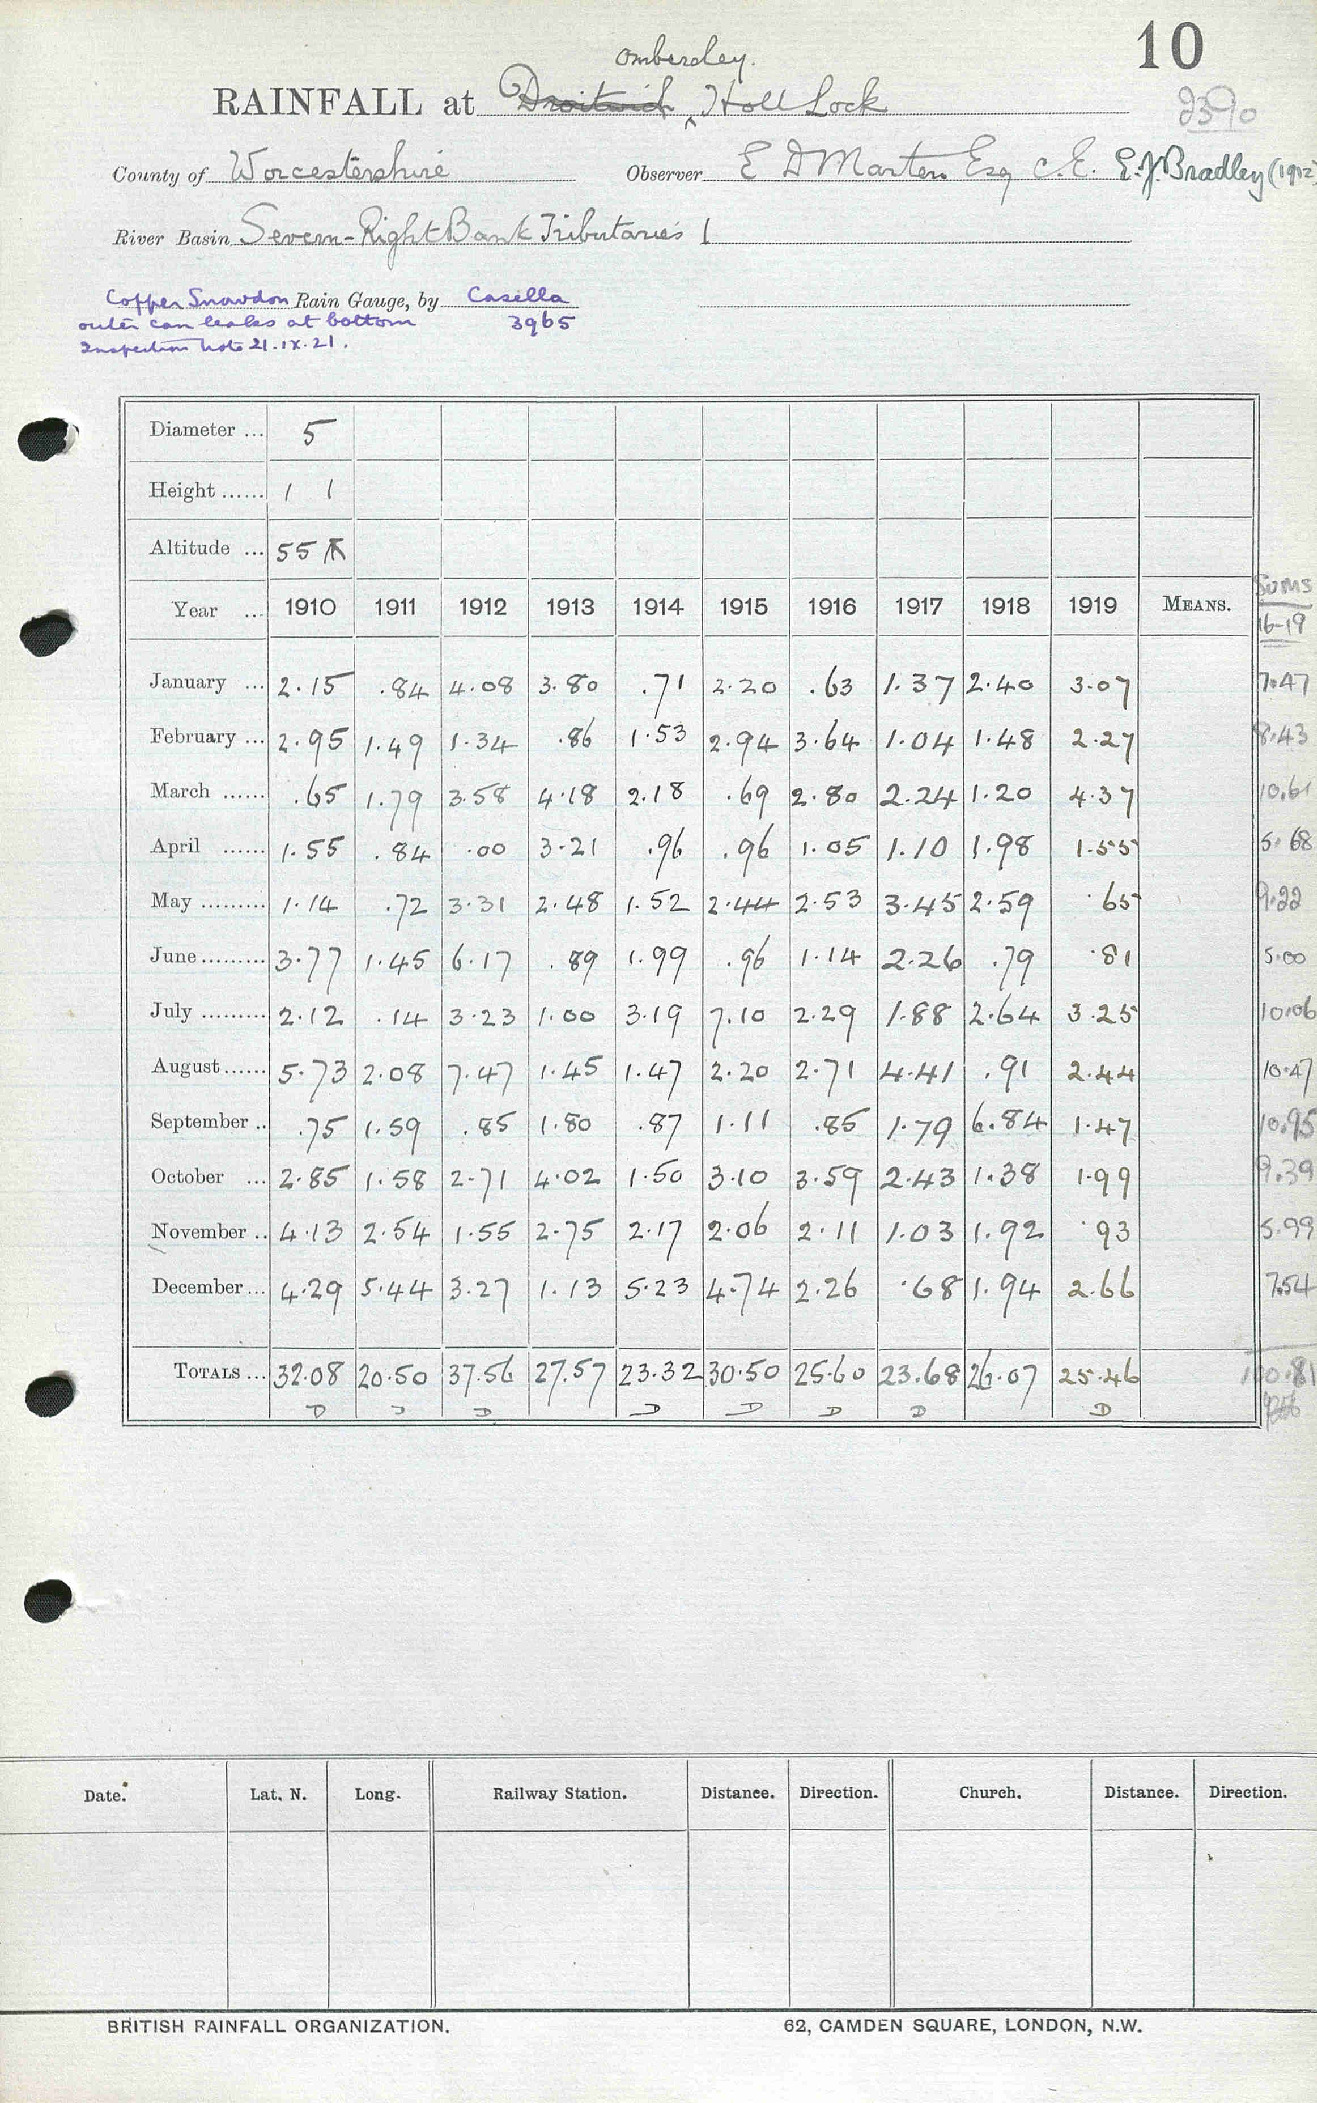 10
Ombersley.
RAINFALL at Droitwich Holt Lock 2390
County of Worcestershire Observer E D Marten Esq C.E. E.J Bradley (1912)
River Basin Severn-Right Bank Tributaries 1
Copper Snowdon Rain Gauge, by Casella
outer can leaks at bottom 3965
Inspection Note 21.IX.21.
Diameter ... 5
Height ...... 1 1
Altitude ... 55
Sums
Year ... 1910 1911 1912 1913 1914 1915 1916 1917 1918 1919 MEANS. 16-19
January ... 2.15 .84 4.08 3.80 .71 2.20 .63 1.37 2.40 3.07 7.47
February ... 2.95 1.49 1.34 .86 1.53 2.94 3.64 1.04 1.48 2.27 8.43
March ...... .65 1.79 3.58 4.18 2.18 .69 2.80 2.24 1.20 4.37 10.61
April ...... 1.55 .84 .00 3.21 .96 .96 1.05 1.10 1.98 1.55 5.68
May ......... 1.14 .72 3.31 2.48 1.52 2.44 2.53 3.45 2.59 .65 9.22
June ......... 3.77 1.45 6.17 .89 1.99 .96 1.14 2.26 .79 .81 5.00
July ......... 2.12 .14 3.23 1.00 3.19 7.10 2.29 1.88 2.64 3.25 10.06
August ...... 5.73 2.08 7.47 1.45 1.47 2.20 2.71 4.41 .91 2.44 10.47
September .. .75 1.59 .85 1.80 .87 1.11 .85 1.79 6.84 1.47 10.95
October ... 2.85 1.58 2.71 4.02 1.50 3.10 3.59 2.43 1.38 1.99 9.39
November .. 4.13 2.54 1.55 2.75 2.17 2.06 2.11 1.03 1.92 .93 5.99
December ... 4.29 5.44 3.27 1.13 5.23 4.74 2.26 .68 1.94 2.66 7.54
TOTALS ... 32.08 20.50 37.56 27.57 23.32 30.50 25.60 23.68 26.07 25.46 100.81
D D D D D D D D
Date. Lat. N. Long. Railway Station. Distance. Direction. Church. Distance. Direction.
BRITISH RAINFALL ORGANIZATION. 62, CAMDEN SQUARE, LONDON, N.W.